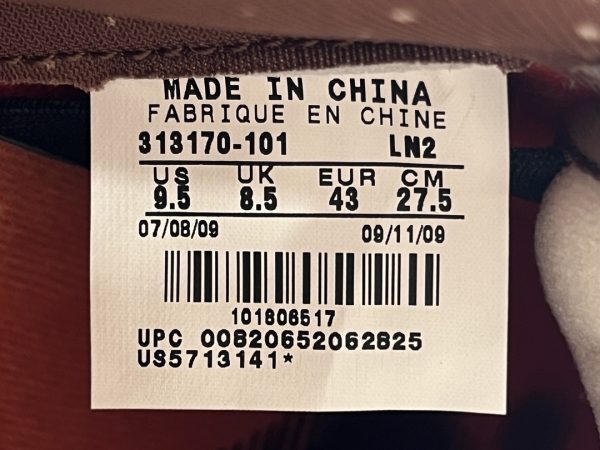 MADE IN CHINA
FABRIQUE EN CHINE
313170-101 LN2
US UK EUR CM
9.5 8.5 43 27.5
07/08/09 09/11/09
101806517
UPC 00820652062825
US5713141*